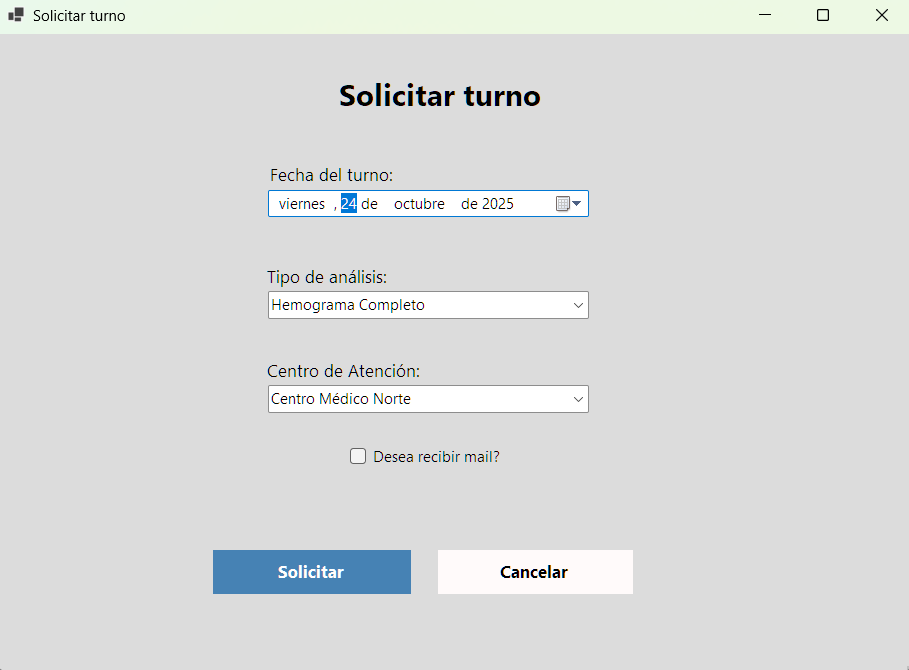 Solicitar turno
Solicitar turno
Fecha del turno:
viernes , 24 de octubre de 2025
Tipo de análisis:
Hemograma Completo
Centro de Atención:
Centro Médico Norte
Desea recibir mail?
Solicitar
Cancelar